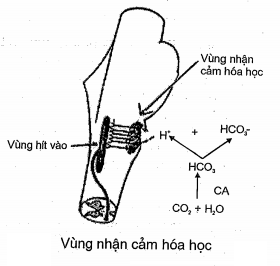 Vùng nhận
cảm hóa học
Vùng hít vào
H⁺ + HCO₃-
HCO₃
CA
CO₂ + H₂O
Vùng nhận cảm hóa học